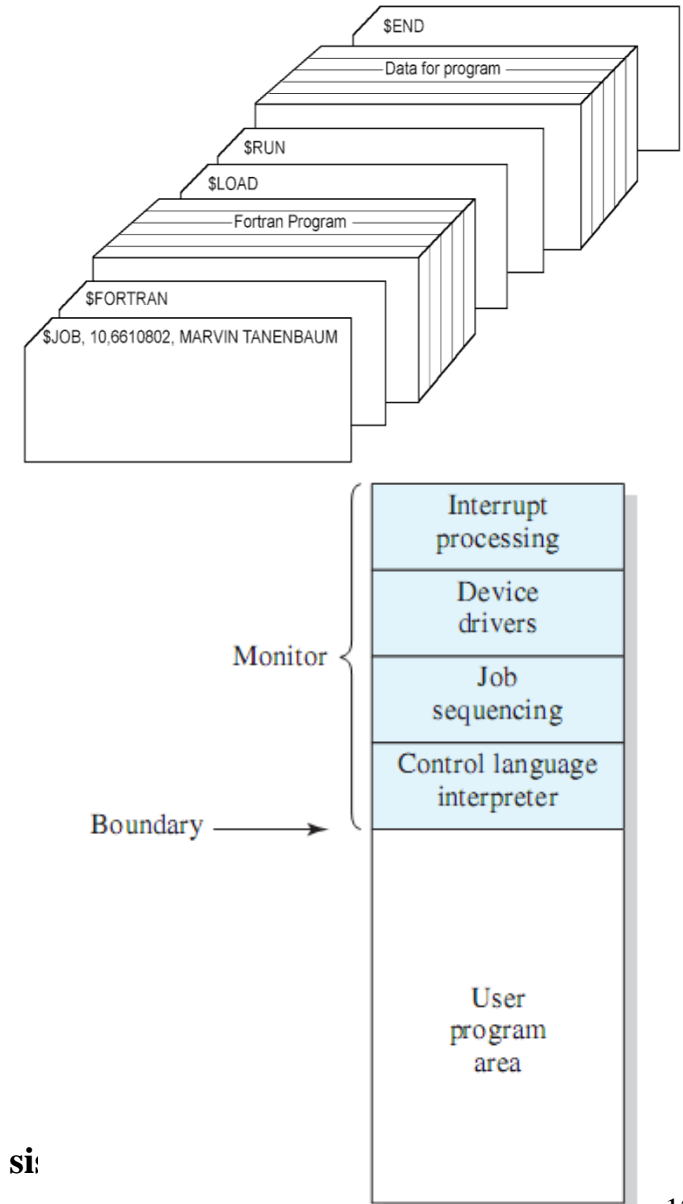 $END
Data for program
$RUN
$LOAD
Fortran Program
$FORTRAN
$JOB, 10,6610802, MARVIN TANENBAUM
Interrupt
processing
Device
drivers
Monitor
Job
sequencing
Control language
interpreter
Boundary
User
program
area